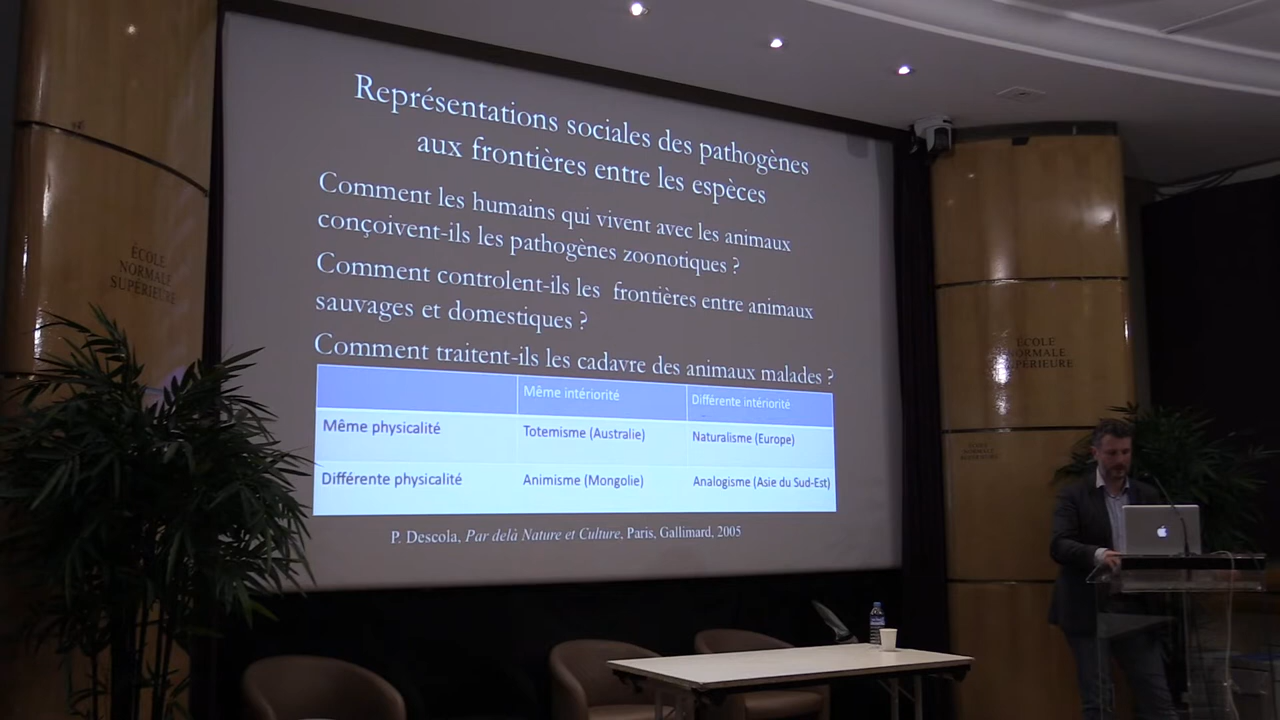 Représentations sociales des pathogènes
aux frontières entre les espèces
Comment les humains qui vivent avec les animaux
conçoivent-ils les pathogènes zoonotiques ?
Comment controlent-ils les frontières entre animaux
sauvages et domestiques ?
Comment traitent-ils les cadavre des animaux malades ?
Même intériorité
Différente intériorité
Même physicalité
Totemisme (Australie)
Naturalisme (Europe)
Différente physicalité
Animisme (Mongolie)
Analogisme (Asie du Sud-Est)
P. Descola, Par delà Nature et Culture, Paris, Gallimard, 2005
ÉCOLE
NORMALE
SUPÉRIEURE
ÉCOLE
NORMALE
SUPÉRIEURE